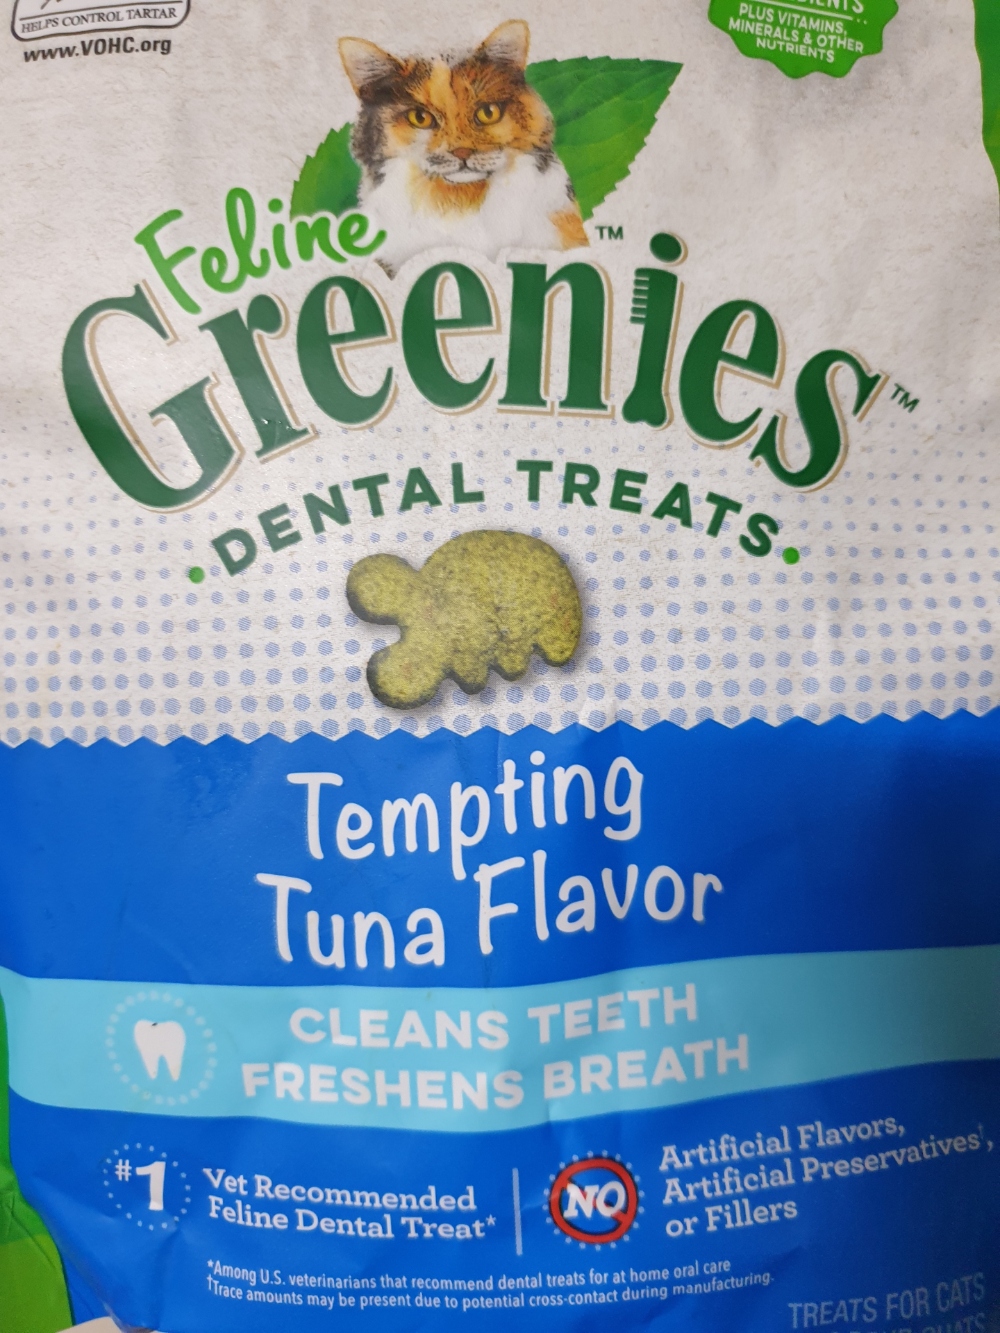 HELPS CONTROL TARTAR
www.VOHC.org
PLUS VITAMINS,
MINERALS & OTHER
NUTRIENTS
Feline
Greenies™
DENTAL TREATS
Tempting
Tuna Flavor
CLEANS TEETH
FRESHENS BREATH
#1
Vet Recommended
Feline Dental Treat*
NO
Artificial Flavors,
Artificial Preservatives†,
or Fillers
*Among U.S. veterinarians that recommend dental treats for at home oral care
†Trace amounts may be present due to potential cross-contact during manufacturing.
TREATS FOR CATS